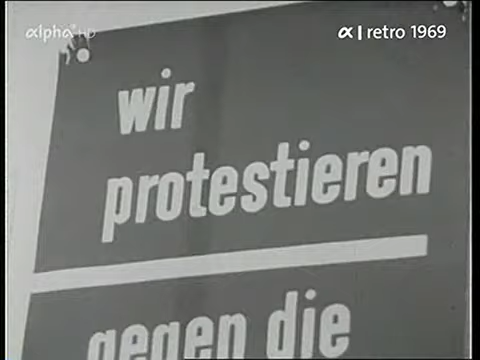 alpha HD
α | retro 1969
wir
protestieren
gegen die